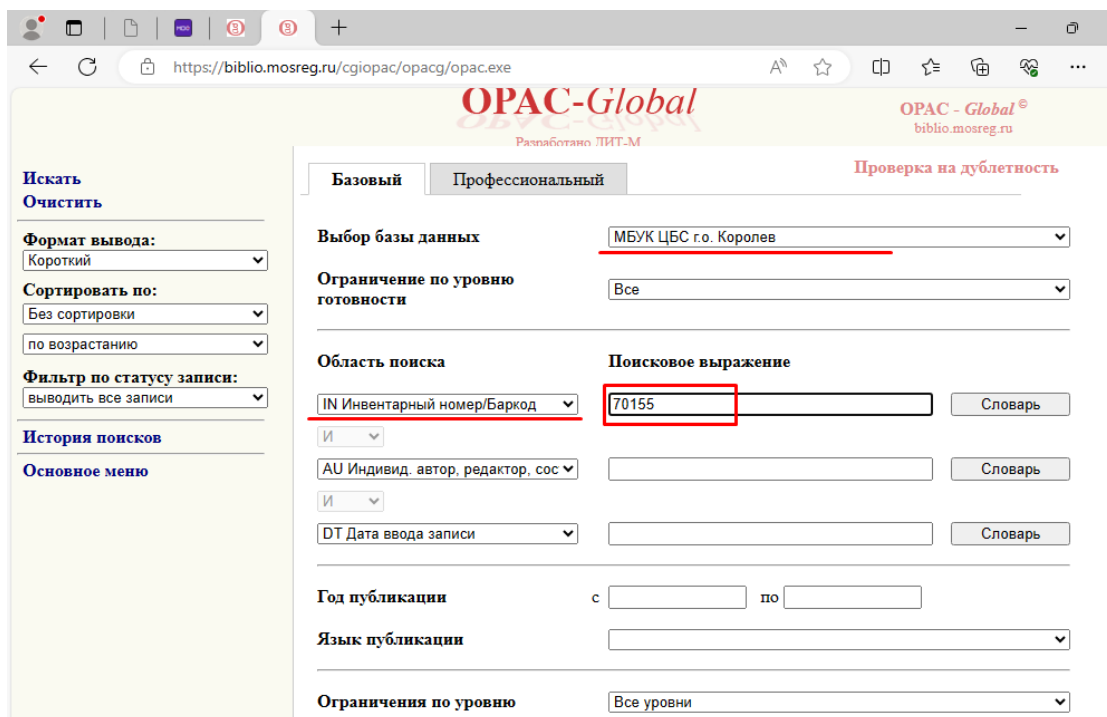 https://biblio.mosreg.ru/cgiopac/opacg/opac.exe
OPAC-Global
Разработано ДИТ-М
OPAC - Global ©
biblio.mosreg.ru
Искать
Очистить
Формат вывода:
Короткий
Сортировать по:
Без сортировки
по возрастанию
Фильтр по статусу записи:
выводить все записи
История поисков
Основное меню
Базовый
Профессиональный
Проверка на дублетность
Выбор базы данных
МБУК ЦБС г.о. Королев
Ограничение по уровню
готовности
Все
Область поиска
Поисковое выражение
IN Инвентарный номер/Баркод
70155
Словарь
И
AU Индивид. автор, редактор, сос
Словарь
И
DT Дата ввода записи
Словарь
Год публикации
с
по
Язык публикации
Ограничения по уровню
Все уровни